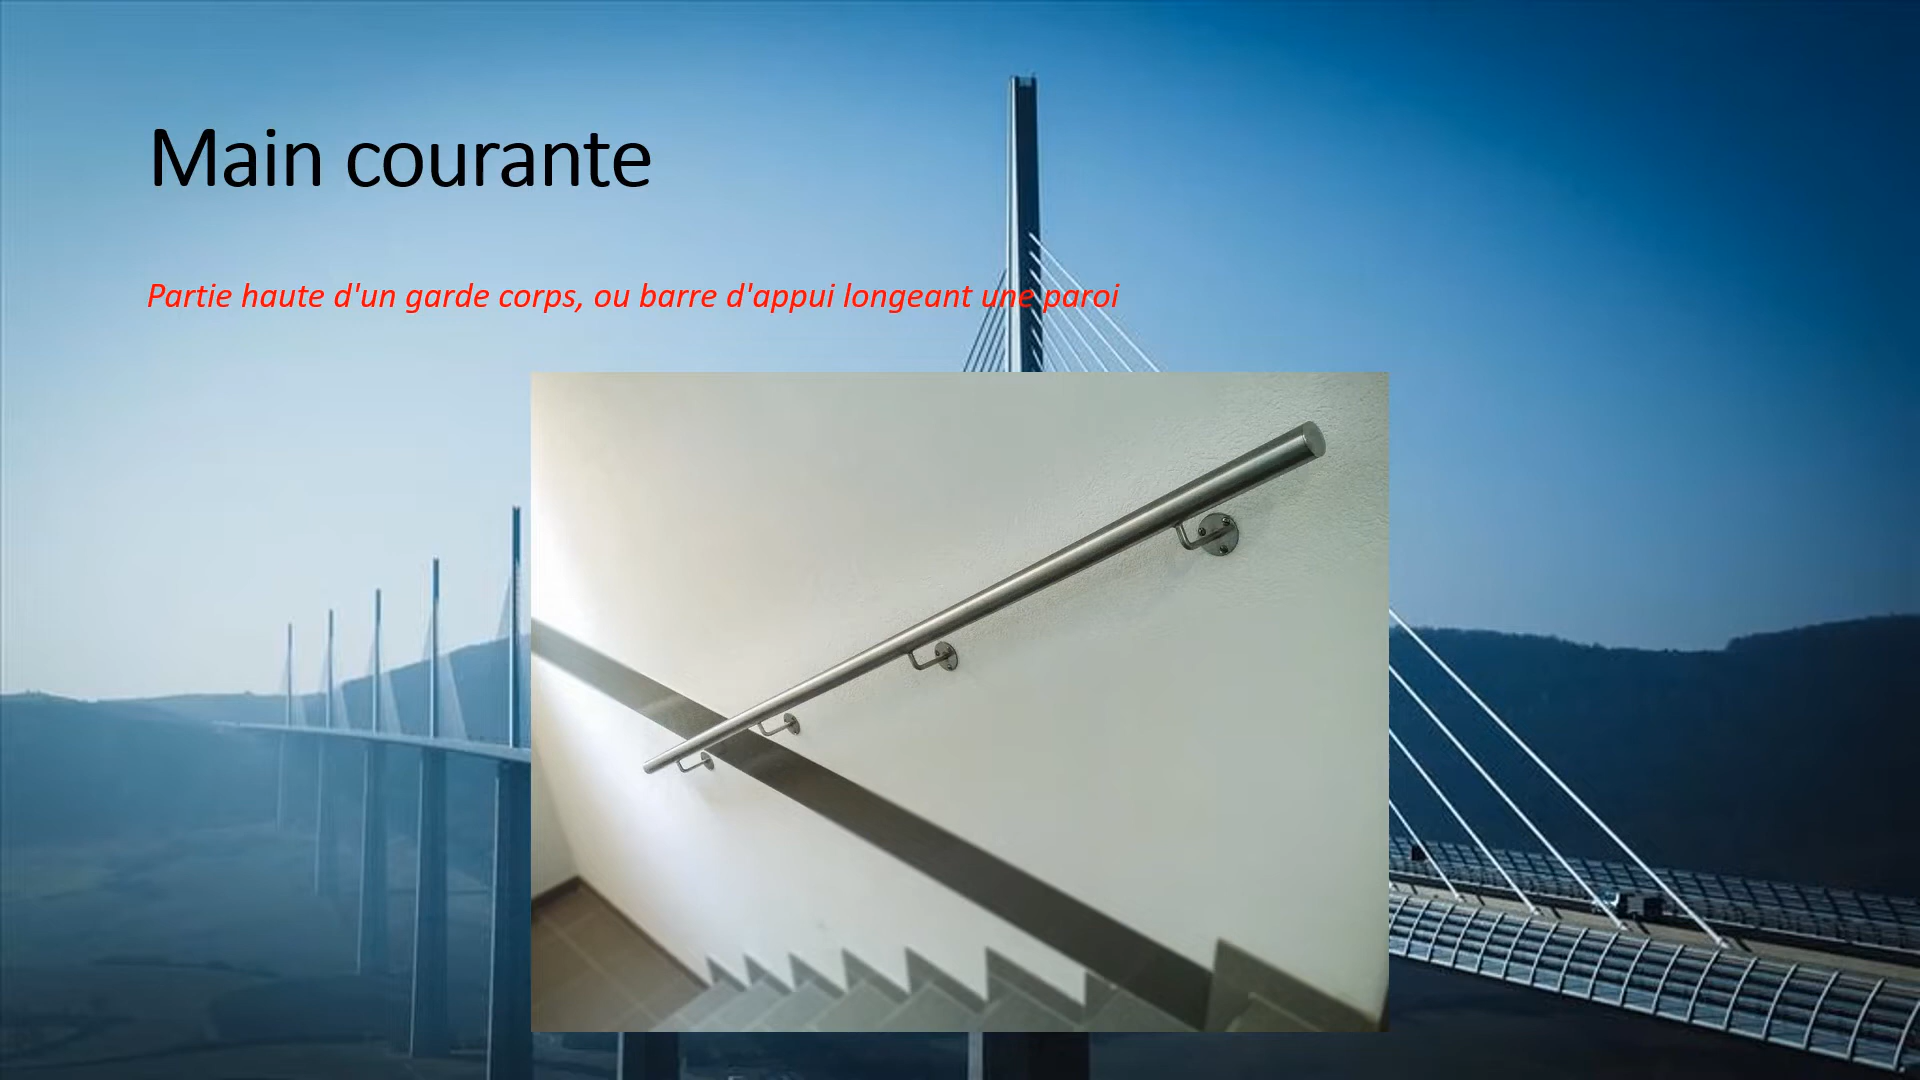 Main courante
Partie haute d'un garde corps, ou barre d'appui longeant une paroi